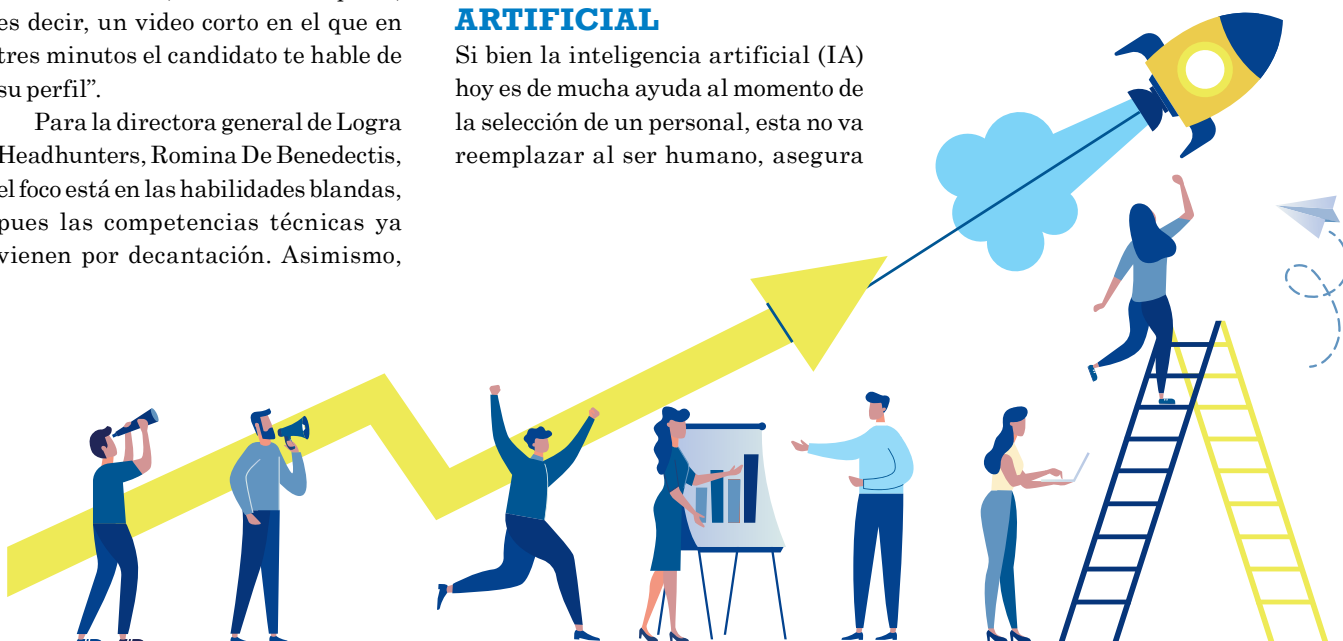 es decir, un video corto en el que en
tres minutos el candidato te hable de
su perfil”.
Para la directora general de Logra
Headhunters, Romina De Benedectis,
el foco está en las habilidades blandas,
pues las competencias técnicas ya
vienen por decantación. Asimismo,
ARTIFICIAL
Si bien la inteligencia artificial (IA)
hoy es de mucha ayuda al momento de
la selección de un personal, esta no va
reemplazar al ser humano, asegura